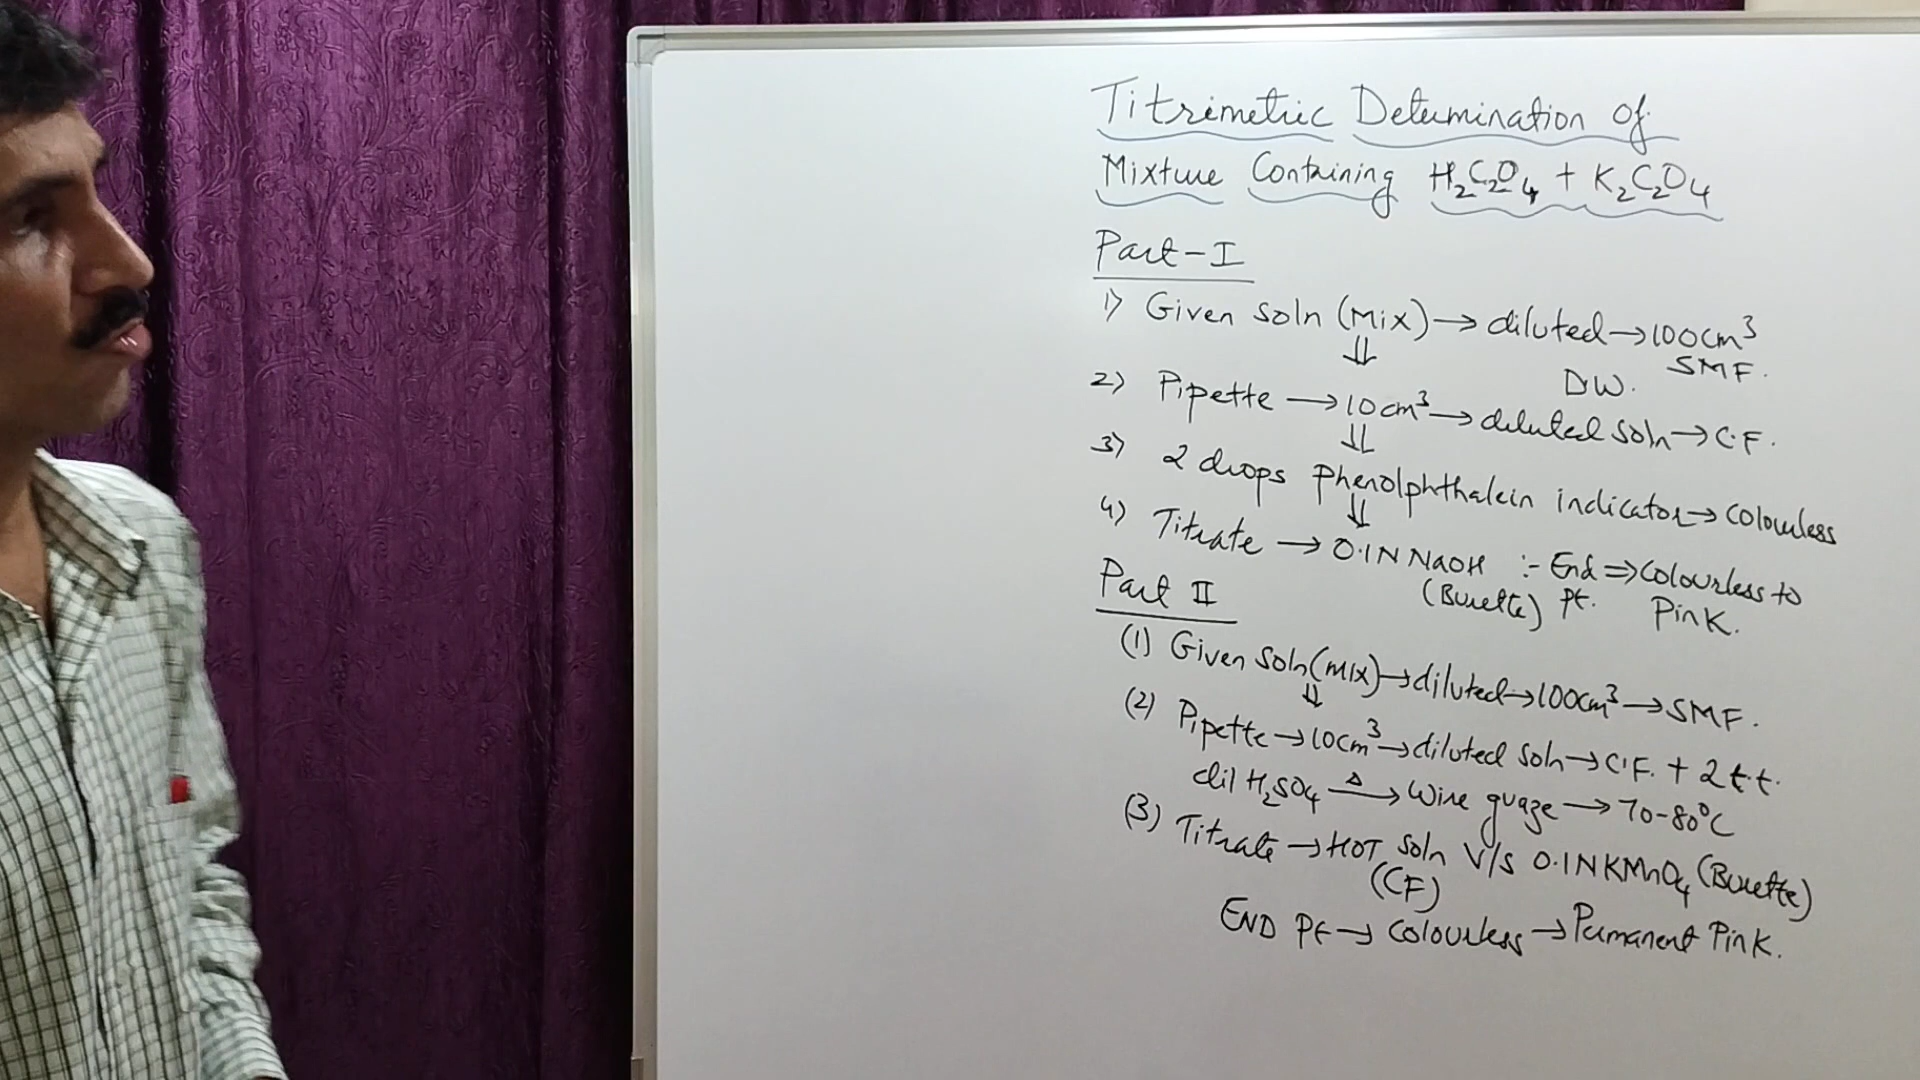 Titrimetric Determination of
Mixture Containing H₂C₂O₄ + K₂C₂O₄
Part-I
1) Given soln (Mix) → diluted → 100cm³
⇓ SMF.
DW.
2) Pipette → 10cm³ → diluted soln → C.F.
⇓
3) 2 drops Phenolphthalein indicator → Colourless
⇓
4) Titrate → 0.1N NaOH :- End ⇒ Colourless to
(Burette) pt. Pink.
Part II
(1) Given soln (mix) → diluted → 100cm³ → SMF.
⇓
(2) Pipette → 10cm³ → diluted soln → C.F. + 2 t.t.
dil H₂SO₄ –Δ→ Wire guaze → 70-80°C
(3) Titrate → HOT soln V/s 0.1N KMnO₄ (Burette)
(CF)
END Pt → Colourless → Permanent Pink.